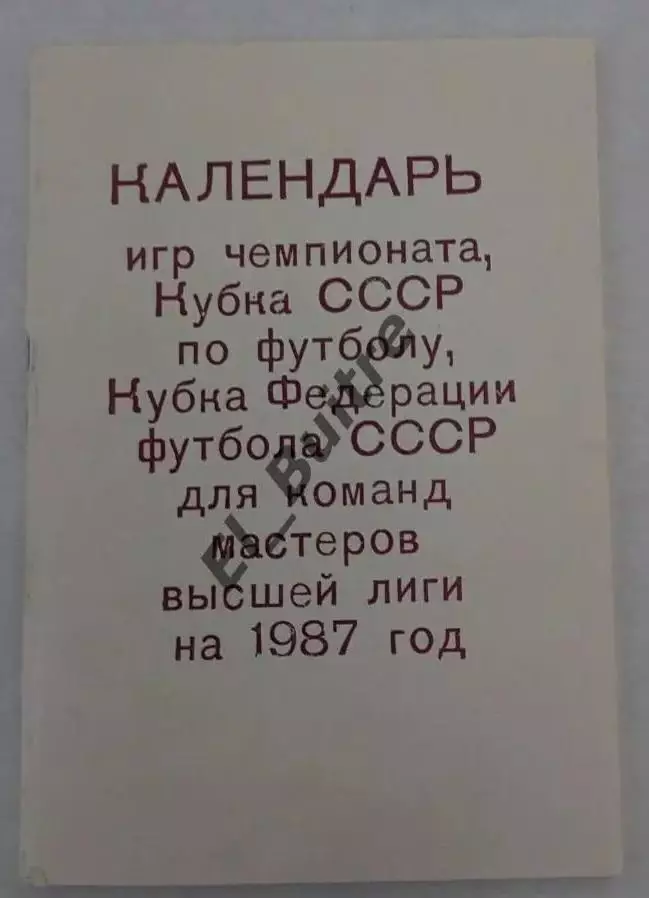 КАЛЕНДАРЬ
игр чемпионата,
Кубка СССР
по футболу,
Кубка Федерации
футбола СССР
для команд
мастеров
высшей лиги
на 1987 год
El_Buitre